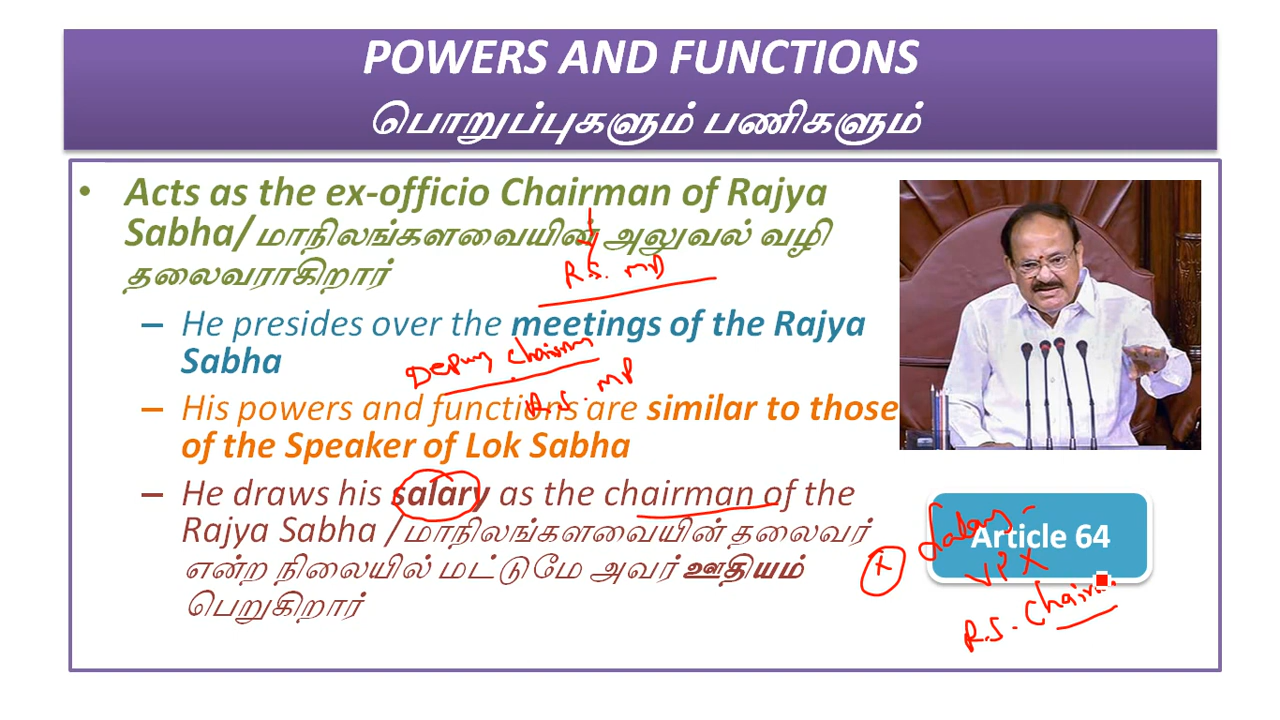 POWERS AND FUNCTIONS
பொறுப்புகளும் பணிகளும்
• Acts as the ex-officio Chairman of Rajya
Sabha/ மாநிலங்களவையின் அலுவல் வழி
தலைவராகிறார்
R.S. MP
– He presides over the meetings of the Rajya
Sabha
Deputy Chairman
R.S. MP
– His powers and functions are similar to those
of the Speaker of Lok Sabha
– He draws his salary as the chairman of the
Rajya Sabha / மாநிலங்களவையின் தலைவர்
என்ற நிலையில் மட்டுமே அவர் ஊதியம்
பெறுகிறார்
Article 64
Salary -
VP X
R.S. Chair